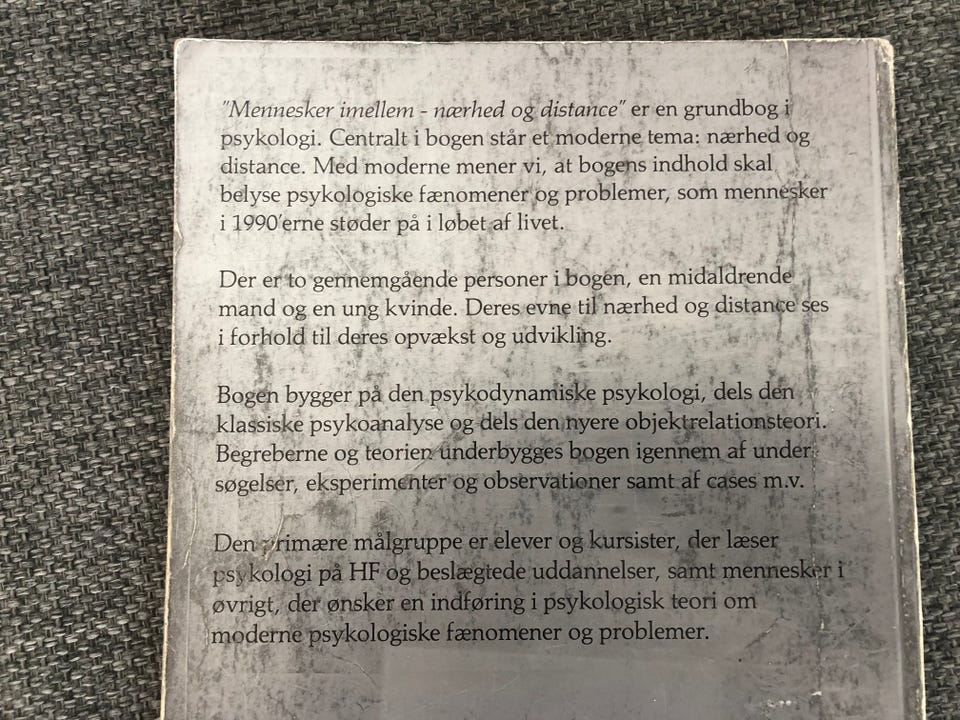 "Mennesker imellem - nærhed og distance" er en grundbog i
psykologi. Centralt i bogen står et moderne tema: nærhed og
distance. Med moderne mener vi, at bogens indhold skal
belyse psykologiske fænomener og problemer, som mennesker
i 1990'erne støder på i løbet af livet.
Der er to gennemgående personer i bogen, en midaldrende
mand og en ung kvinde. Deres evne til nærhed og distance ses
i forhold til deres opvækst og udvikling.
Bogen bygger på den psykodynamiske psykologi, dels den
klassiske psykoanalyse og dels den nyere objektrelationsteori.
Begreberne og teorien underbygges bogen igennem af under-
søgelser, eksperimenter og observationer samt af cases m.v.
Den primære målgruppe er elever og kursister, der læser
psykologi på HF og beslægtede uddannelser, samt mennesker i
øvrigt, der ønsker en indføring i psykologisk teori om
moderne psykologiske fænomener og problemer.